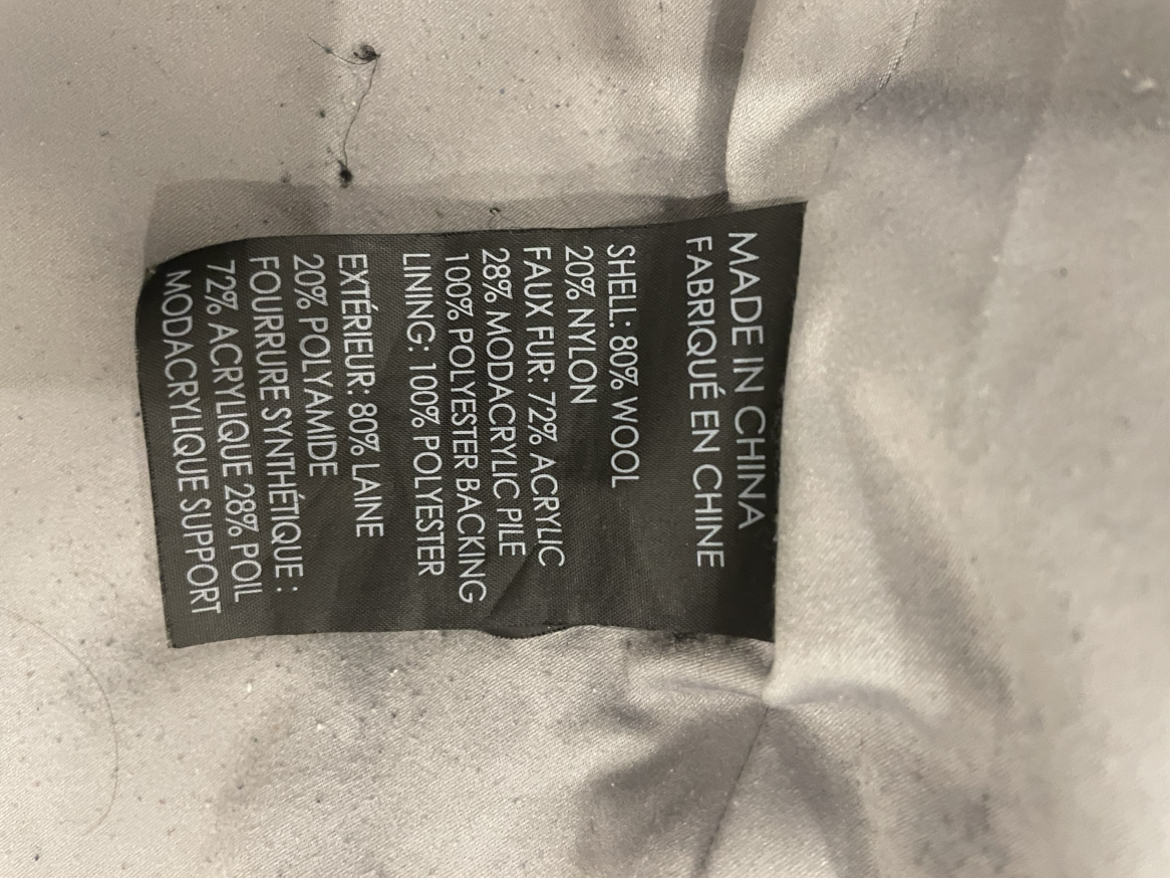 MADE IN CHINA
FABRIQUÉ EN CHINE
SHELL: 80% WOOL
20% NYLON
FAUX FUR: 72% ACRYLIC
28% MODACRYLIC PILE
100% POLYESTER BACKING
LINING: 100% POLYESTER
EXTÉRIEUR: 80% LAINE
20% POLYAMIDE
FOURRURE SYNTHÉTIQUE :
72% ACRYLIQUE 28% POIL
MODACRYLIQUE SUPPORT